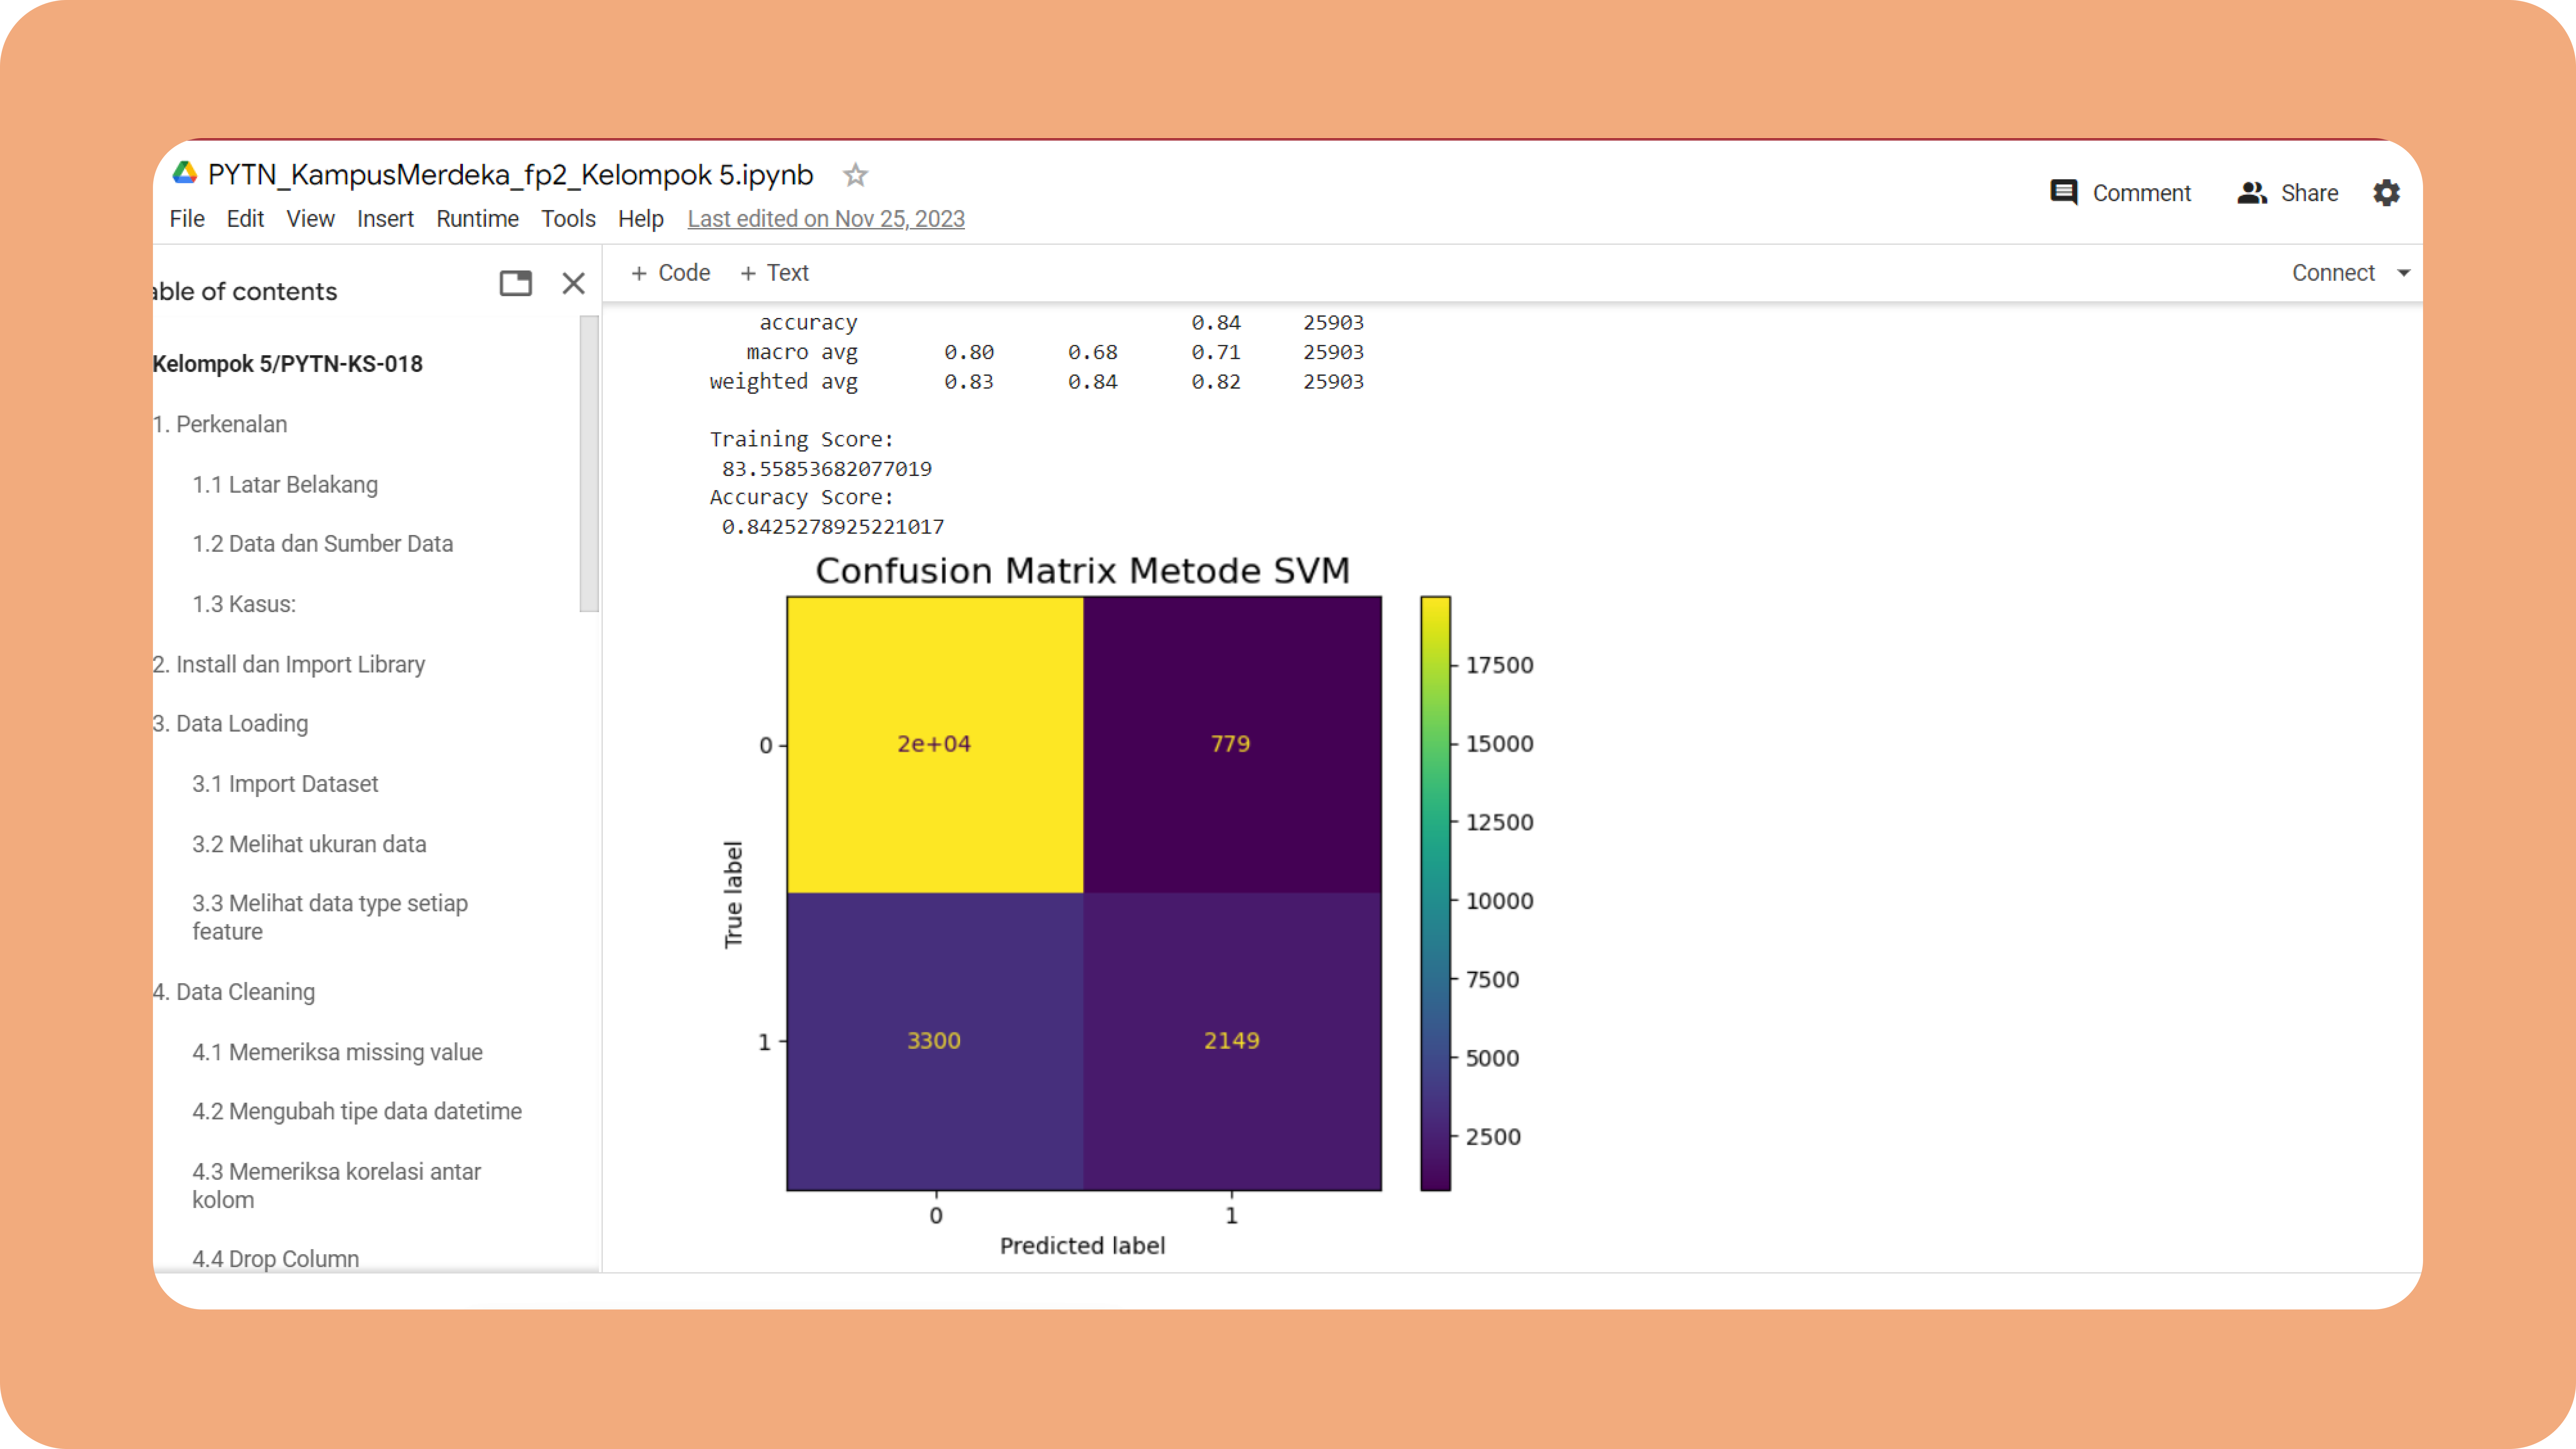 PYTN_KampusMerdeka_fp2_Kelompok 5.ipynb
File Edit View Insert Runtime Tools Help Last edited on Nov 25, 2023
Comment Share
able of contents
Kelompok 5/PYTN-KS-018
1. Perkenalan
1.1 Latar Belakang
1.2 Data dan Sumber Data
1.3 Kasus:
2. Install dan Import Library
3. Data Loading
3.1 Import Dataset
3.2 Melihat ukuran data
3.3 Melihat data type setiap
feature
4. Data Cleaning
4.1 Memeriksa missing value
4.2 Mengubah tipe data datetime
4.3 Memeriksa korelasi antar
kolom
4.4 Drop Column
+ Code + Text
Connect
accuracy 0.84 25903
macro avg 0.80 0.68 0.71 25903
weighted avg 0.83 0.84 0.82 25903
Training Score:
83.55853682077019
Accuracy Score:
0.8425278925221017
Confusion Matrix Metode SVM
True label
0
2e+04 779
1
3300 2149
0 1
Predicted label
17500
15000
12500
10000
7500
5000
2500